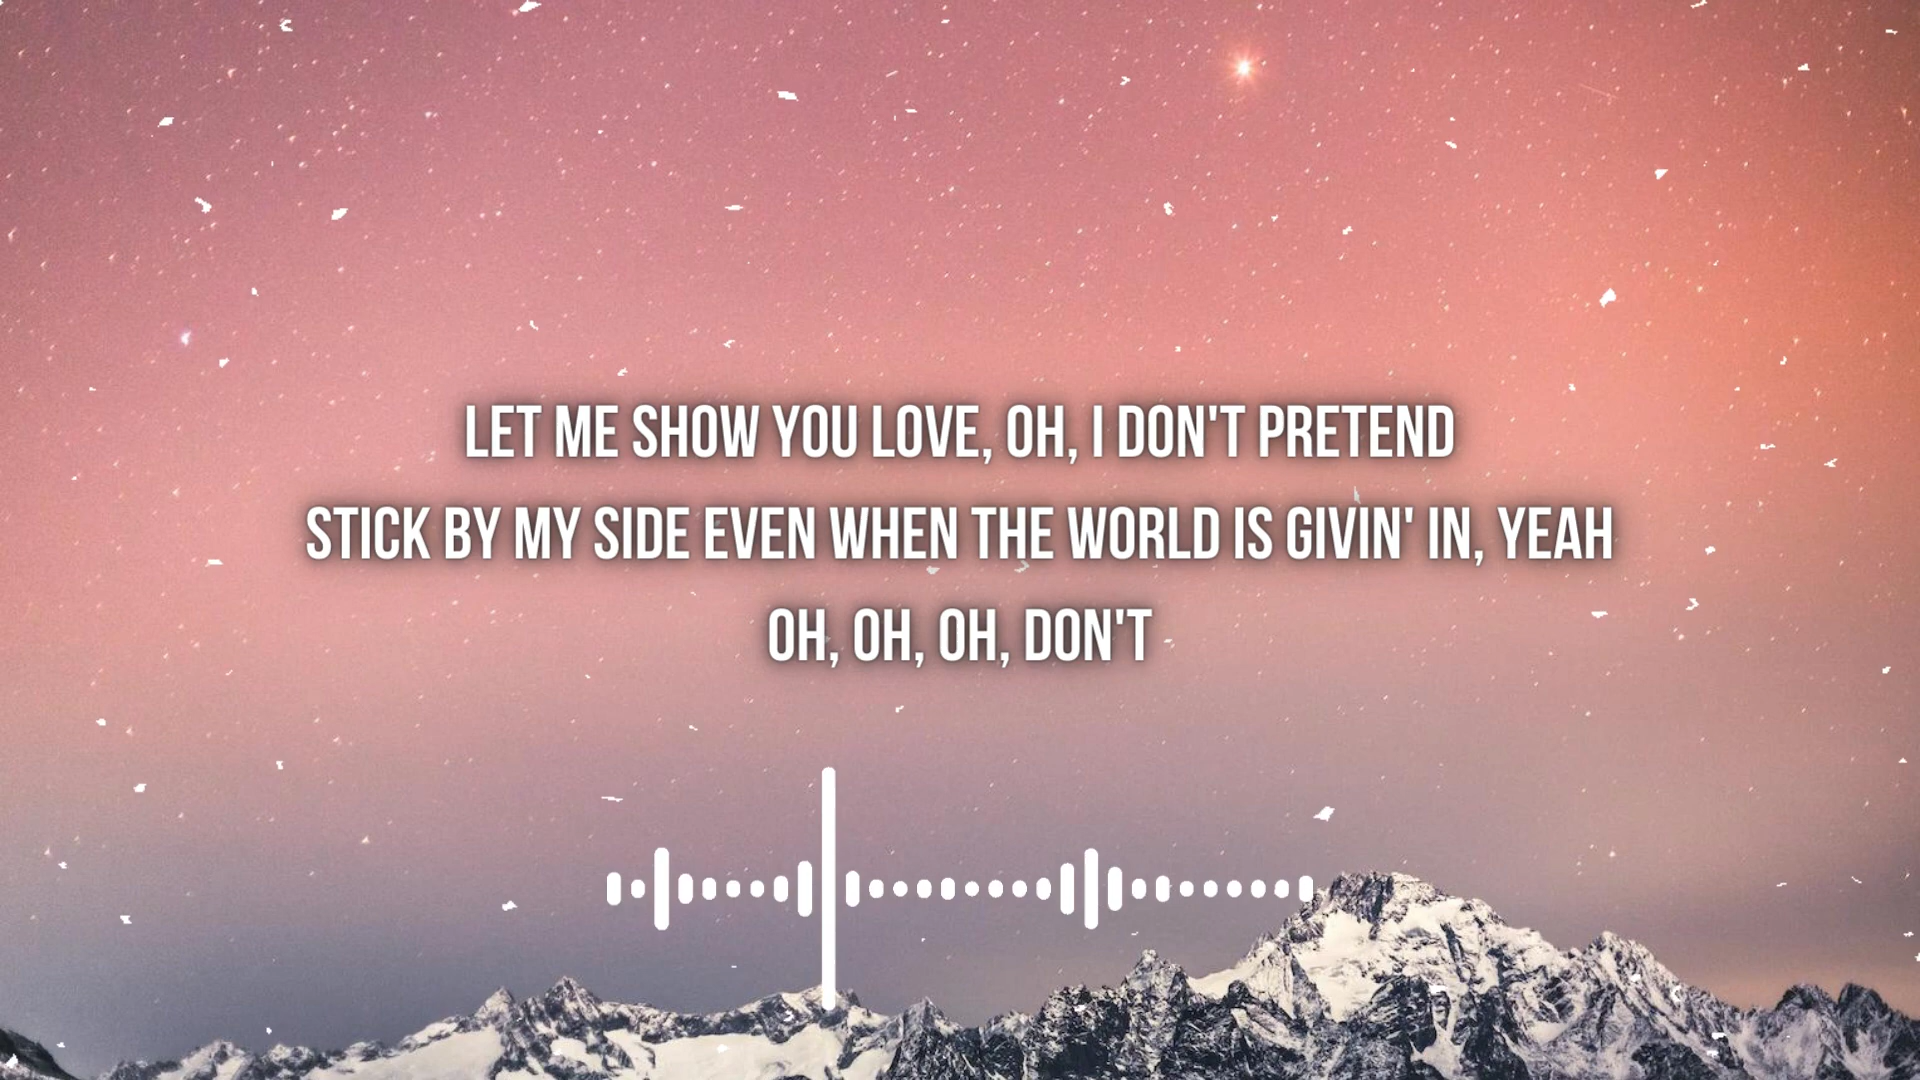 LET ME SHOW YOU LOVE, OH, I DON'T PRETEND
STICK BY MY SIDE EVEN WHEN THE WORLD IS GIVIN' IN, YEAH
OH, OH, OH, DON'T